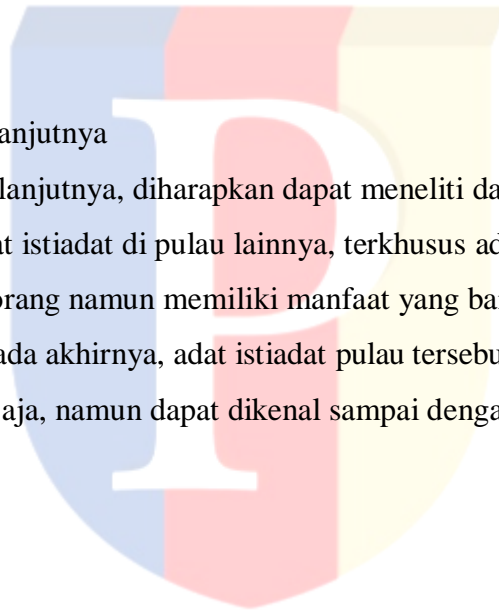 anjutnya
lanjutnya, diharapkan dapat meneliti da
at istiadat di pulau lainnya, terkhusus ad
orang namun memiliki manfaat yang ba
ada akhirnya, adat istiadat pulau tersebu
aja, namun dapat dikenal sampai denga
P